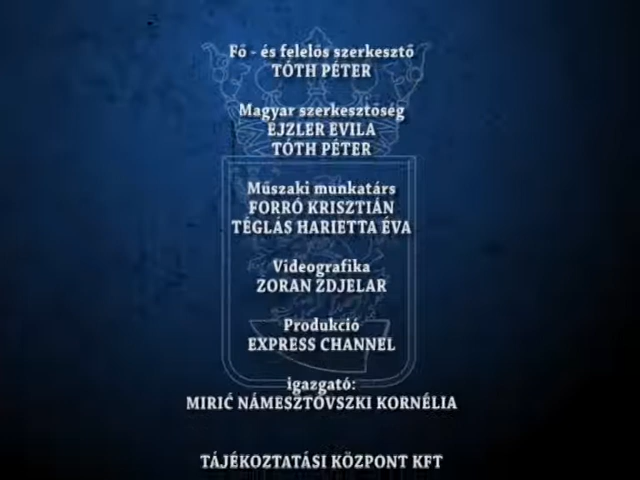 Fő - és felelős szerkesztő
TÓTH PÉTER
Magyar szerkesztőség
EJZLER EVILA
TÓTH PÉTER
Műszaki munkatárs
FORRÓ KRISZTIÁN
TÉGLÁS HARIETTA ÉVA
Videografika
ZORAN ZDJELAR
Produkció
EXPRESS CHANNEL
igazgató:
MIRIĆ NÁMESZTOVSZKI KORNÉLIA
TÁJÉKOZTATÁSI KÖZPONT KFT